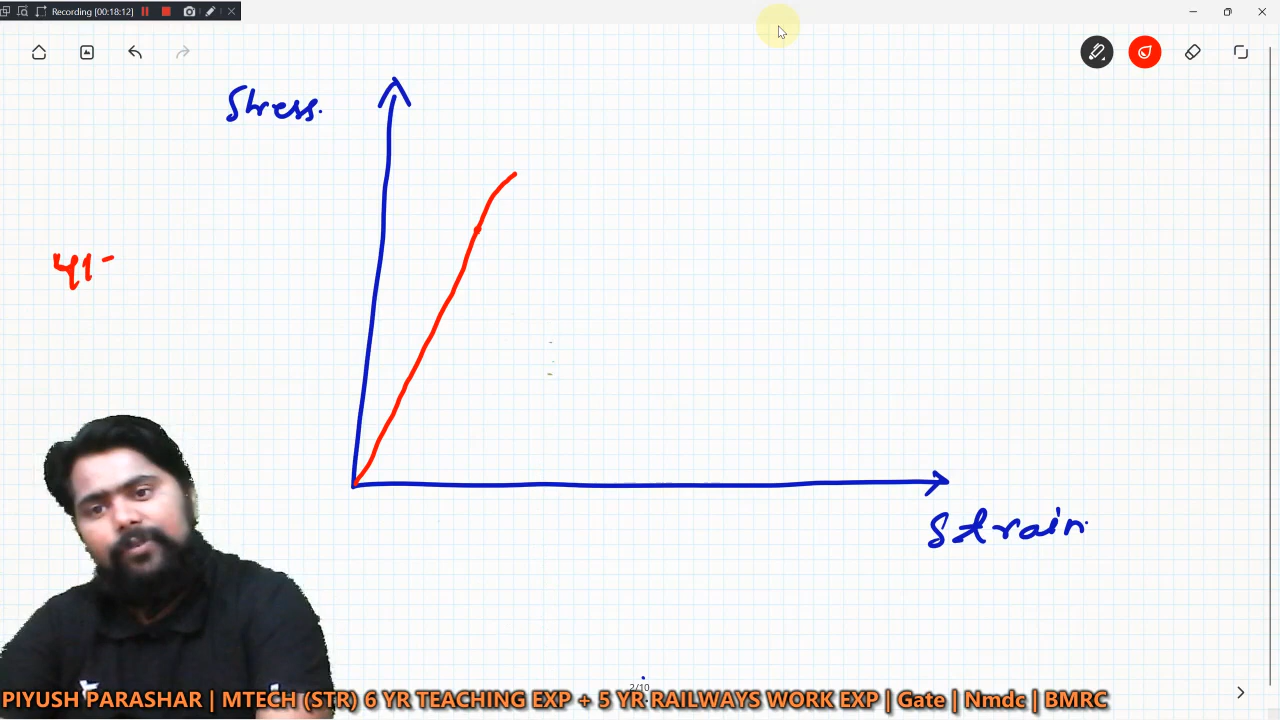 Recording [00:18:12]
Stress.
Strain
2/10
PIYUSH PARASHAR | MTECH (STR) 6 YR TEACHING EXP + 5 YR RAILWAYS WORK EXP | Gate | Nmdc | BMRC